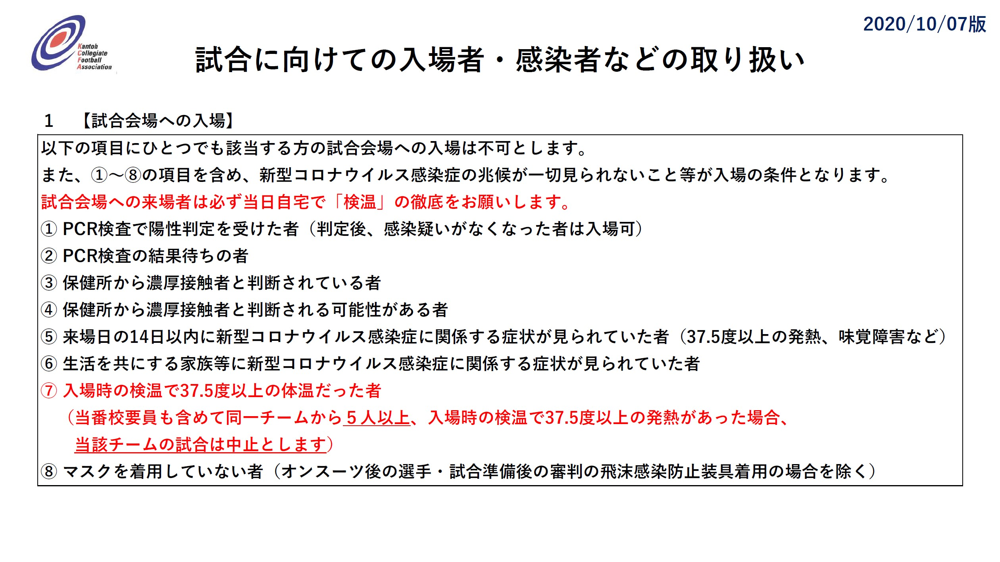 Kantoh
Collegiate
Football
Association
2020/10/07版
試合に向けての入場者・感染者などの取り扱い
1　【試合会場への入場】
以下の項目にひとつでも該当する方の試合会場への入場は不可とします。
また、①～⑧の項目を含め、新型コロナウイルス感染症の兆候が一切見られないこと等が入場の条件となります。
試合会場への来場者は必ず当日自宅で「検温」の徹底をお願いします。
① PCR検査で陽性判定を受けた者（判定後、感染疑いがなくなった者は入場可）
② PCR検査の結果待ちの者
③ 保健所から濃厚接触者と判断されている者
④ 保健所から濃厚接触者と判断される可能性がある者
⑤ 来場日の14日以内に新型コロナウイルス感染症に関係する症状が見られていた者（37.5度以上の発熱、味覚障害など）
⑥ 生活を共にする家族等に新型コロナウイルス感染症に関係する症状が見られていた者
⑦ 入場時の検温で37.5度以上の体温だった者
（当番校要員も含めて同一チームから５人以上、入場時の検温で37.5度以上の発熱があった場合、
当該チームの試合は中止とします）
⑧ マスクを着用していない者（オンスーツ後の選手・試合準備後の審判の飛沫感染防止装具着用の場合を除く）